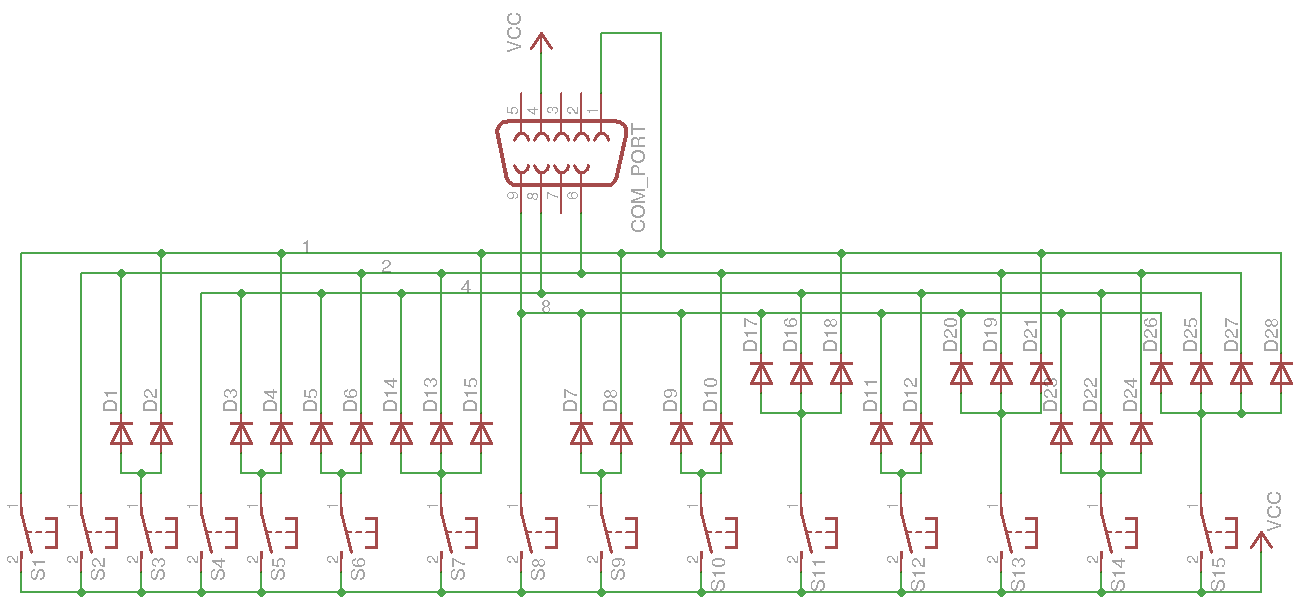 VCC
5 4 3 2 1
COM_PORT
9 8 7 6
1
2
4
8
D17 D16 D18 D20 D19 D21 D26 D25 D27 D28
D1 D2 D3 D4 D5 D6 D14 D13 D15 D7 D8 D9 D10 D11 D12 D23 D22 D24
1 1 1 1 1 1 1 1 1 1 1 1 1 1 1
VCC
2 2 2 2 2 2 2 2 2 2 2 2 2 2 2
S1 S2 S3 S4 S5 S6 S7 S8 S9 S10 S11 S12 S13 S14 S15